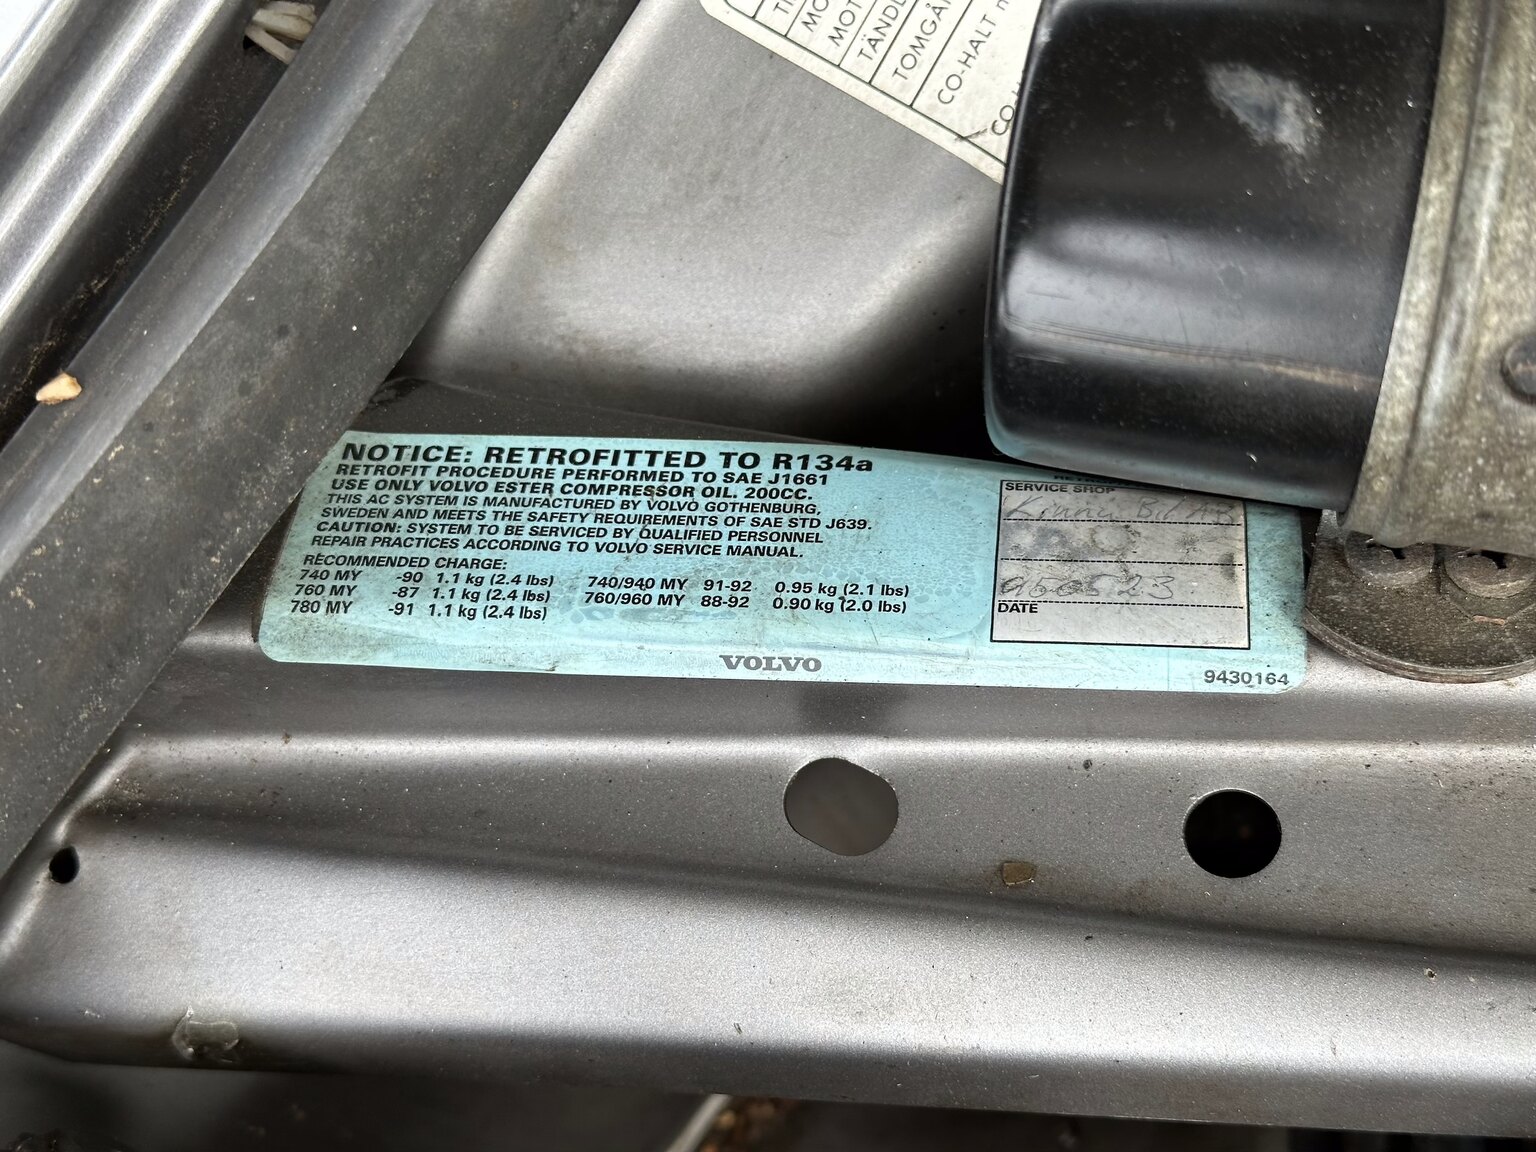 MOT
TÄNDL
TOMGÅ
CO-HALT
NOTICE: RETROFITTED TO R134a
RETROFIT PROCEDURE PERFORMED TO SAE J1661
USE ONLY VOLVO ESTER COMPRESSOR OIL. 200CC.
THIS AC SYSTEM IS MANUFACTURED BY VOLVO GOTHENBURG,
SWEDEN AND MEETS THE SAFETY REQUIREMENTS OF SAE STD J639.
CAUTION: SYSTEM TO BE SERVICED BY QUALIFIED PERSONNEL
REPAIR PRACTICES ACCORDING TO VOLVO SERVICE MANUAL.
RECOMMENDED CHARGE:
740 MY -90 1.1 kg (2.4 lbs) 740/940 MY 91-92 0.95 kg (2.1 lbs)
760 MY -87 1.1 kg (2.4 lbs) 760/960 MY 88-92 0.90 kg (2.0 lbs)
780 MY -91 1.1 kg (2.4 lbs)
SERVICE SHOP
950523
DATE
VOLVO
9430164